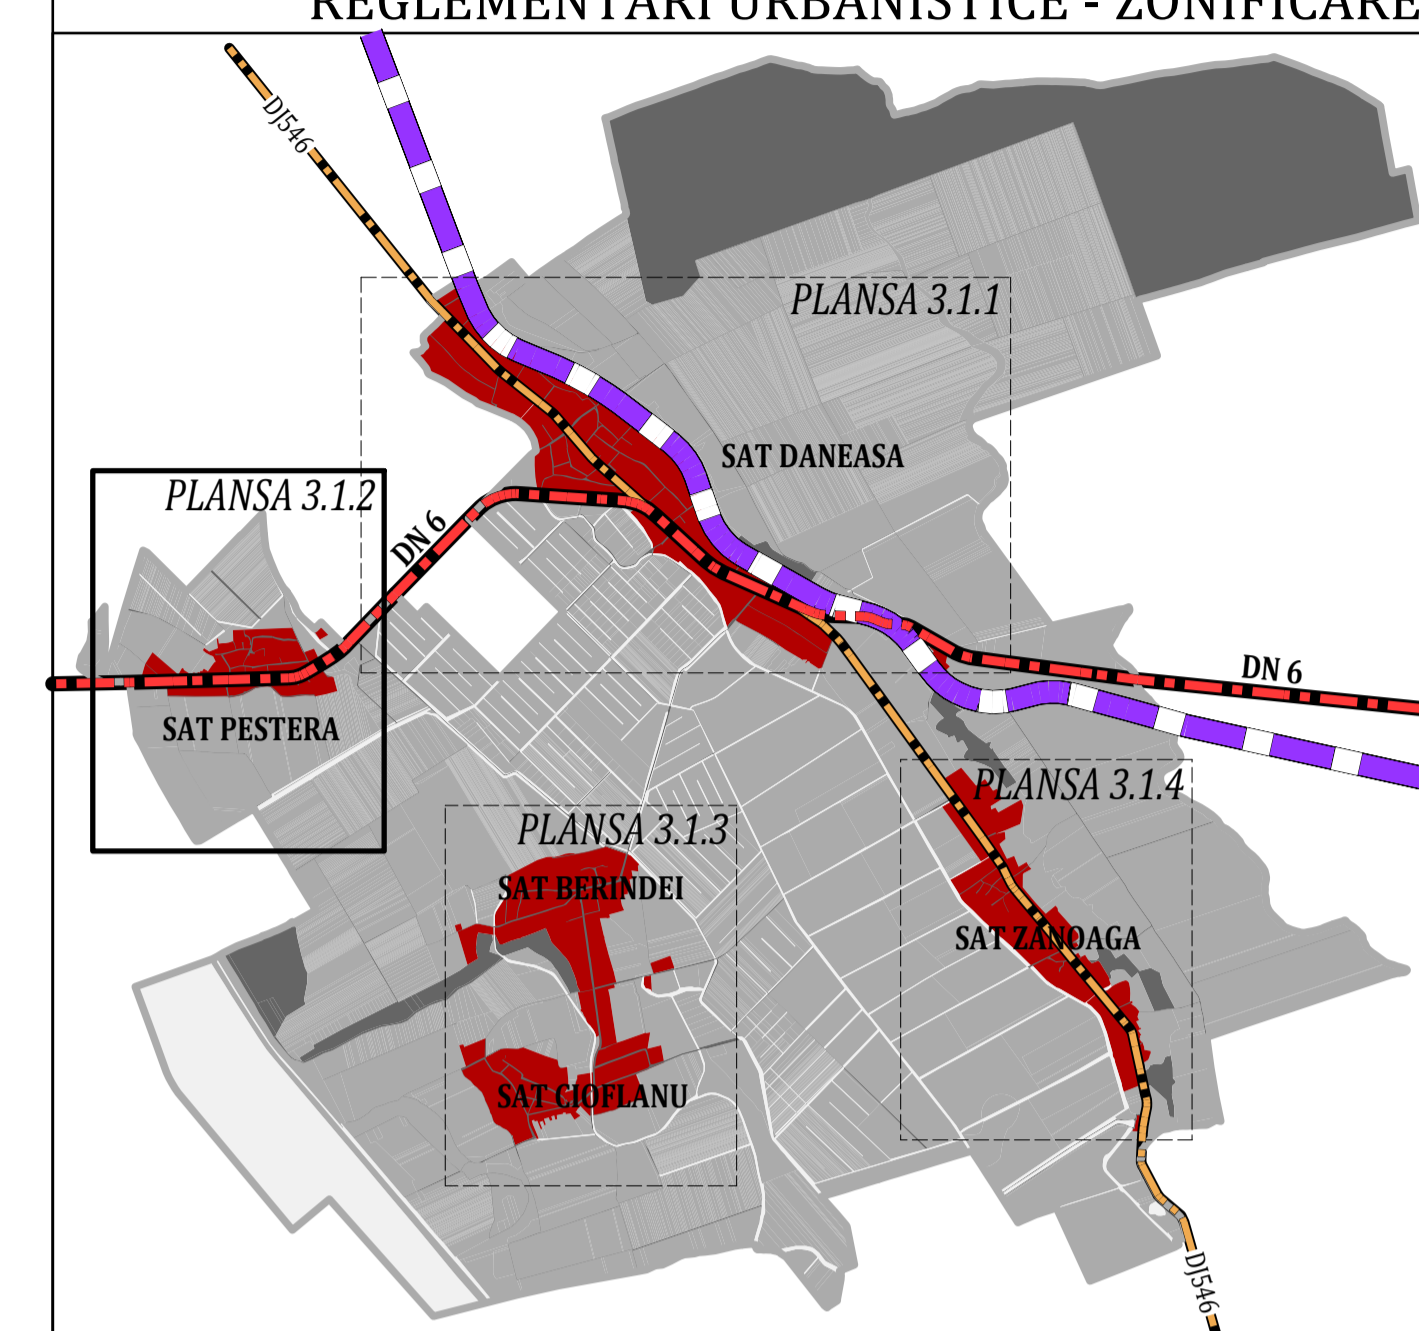 REGLEMENTARI URBANISTICE - ZONIFICARE
DJ546
PLANSA 3.1.1
SAT DANEASA
PLANSA 3.1.2
DN 6
SAT PESTERA
DN 6
PLANSA 3.1.4
PLANSA 3.1.3
SAT BERINDEI
SAT ZANOAGA
SAT CIOFLANU
DJ546